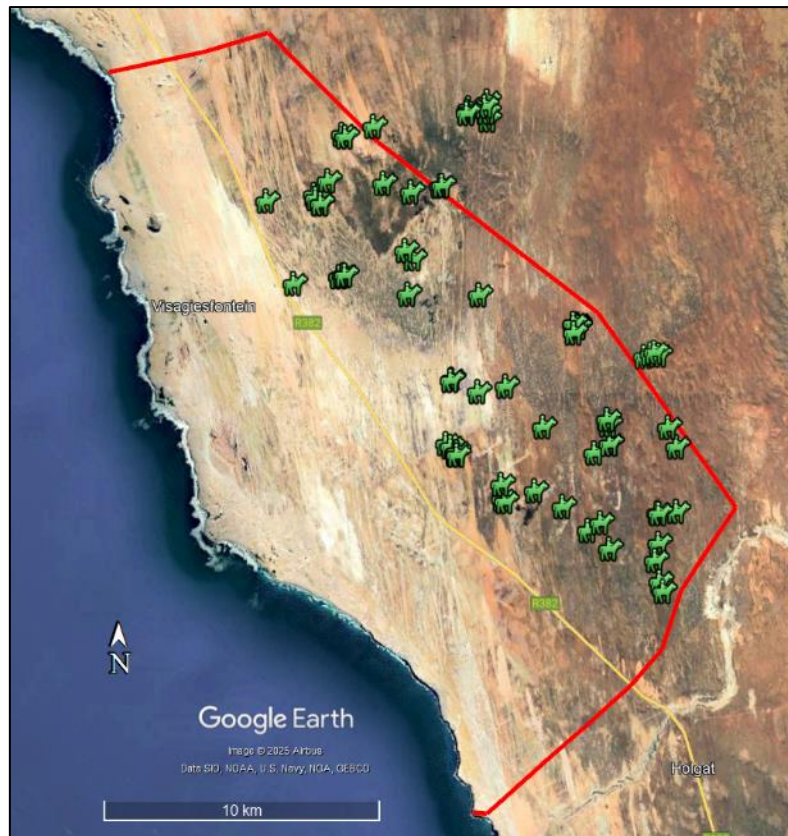 Visagiesfontein
R382
R382
N
Google Earth
Image © 2025 Airbus
Data SIO, NOAA, U.S. Navy, NGA, GEBCO
Holgat
10 km